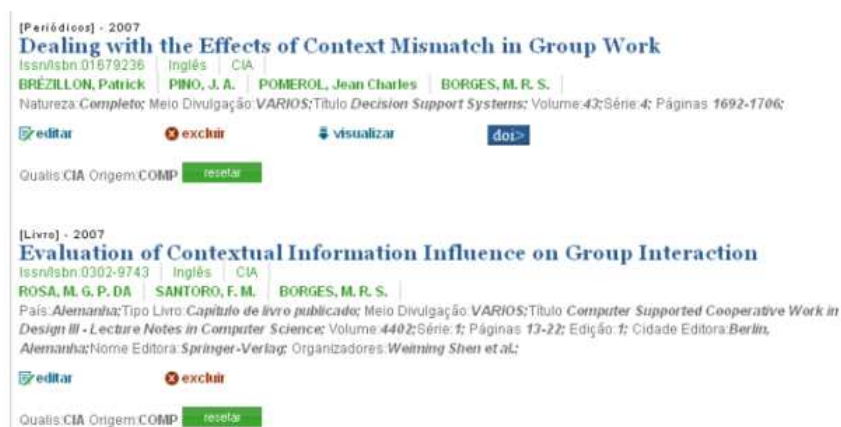 [Periódicos] - 2007
Dealing with the Effects of Context Mismatch in Group Work
Issn/Isbn:01679236 Inglês CIA
BRÉZILLON, Patrick PINO, J. A. POMEROL, Jean Charles BORGES, M. R. S.
Natureza:Completo; Meio Divulgação:VARIOS;Título Decision Support Systems; Volume:43;Série:4; Páginas 1692-1706;
editar excluir visualizar doi>
Qualis:CIA Origem:COMP resetar
[Livro] - 2007
Evaluation of Contextual Information Influence on Group Interaction
Issn/Isbn:0302-9743 Inglês CIA
ROSA, M. G. P. DA SANTORO, F. M. BORGES, M. R. S.
País:Alemanha;Tipo Livro:Capítulo de livro publicado; Meio Divulgação:VARIOS;Título Computer Supported Cooperative Work in
Design III - Lecture Notes in Computer Science; Volume:4402;Série:1; Páginas 13-22; Edição:1; Cidade Editora:Berlin,
Alemanha;Nome Editora:Springer-Verlag; Organizadores:Weiming Shen et al.;
editar excluir
Qualis:CIA Origem:COMP resetar